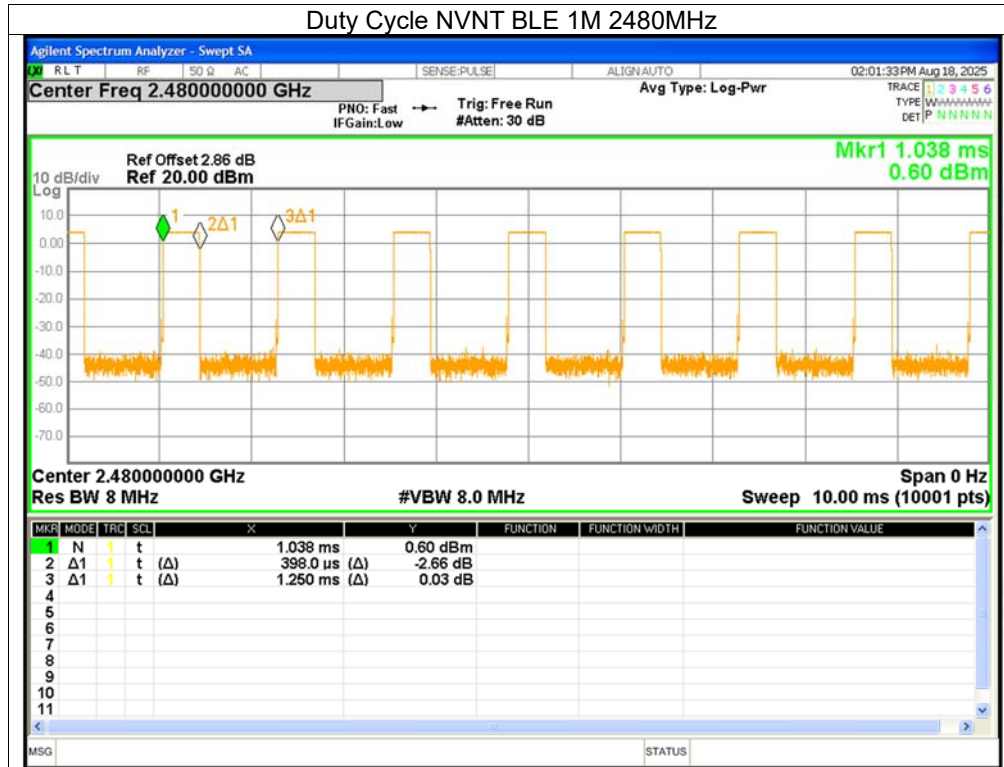 Duty Cycle NVNT BLE 1M 2480MHz
Agilent Spectrum Analyzer - Swept SA
LXI RLT RF 50 Ω AC SENSE:PULSE ALIGNAUTO 02:01:33PM Aug 18, 2025
Center Freq 2.480000000 GHz Avg Type: Log-Pwr TRACE 1 2 3 4 5 6
PNO: Fast Trig: Free Run TYPE WWWWWW
IFGain:Low #Atten: 30 dB DET P N N N N N
Mkr1 1.038 ms
0.60 dBm
Ref Offset 2.86 dB
10 dB/div Ref 20.00 dBm
Log
10.0
0.00
-10.0
-20.0
-30.0
-40.0
-50.0
-60.0
-70.0
1 2Δ1 3Δ1
Center 2.480000000 GHz Span 0 Hz
Res BW 8 MHz #VBW 8.0 MHz Sweep 10.00 ms (10001 pts)
MKR MODE TRC SCL X Y FUNCTION FUNCTION WIDTH FUNCTION VALUE
1 N 1 t 1.038 ms 0.60 dBm
2 Δ1 1 t (Δ) 398.0 µs (Δ) -2.66 dB
3 Δ1 1 t (Δ) 1.250 ms (Δ) 0.03 dB
4
5
6
7
8
9
10
11
MSG STATUS